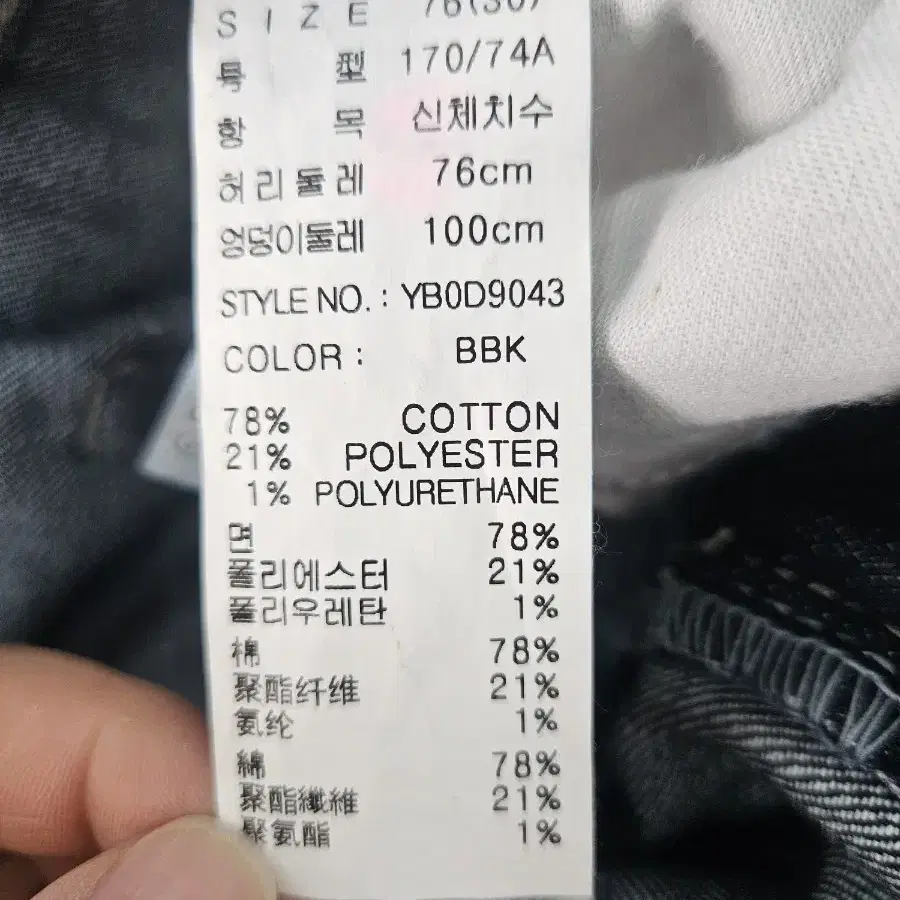 SIZE 76(30)
특 型 170/74A
항 목 신체치수
허리둘레 76cm
엉덩이둘레 100cm
STYLE NO. : YB0D9043
COLOR : BBK
78% COTTON
21% POLYESTER
1% POLYURETHANE
면 78%
폴리에스터 21%
폴리우레탄 1%
棉 78%
聚酯纤维 21%
氨纶 1%
綿 78%
聚酯纖維 21%
聚氨酯 1%